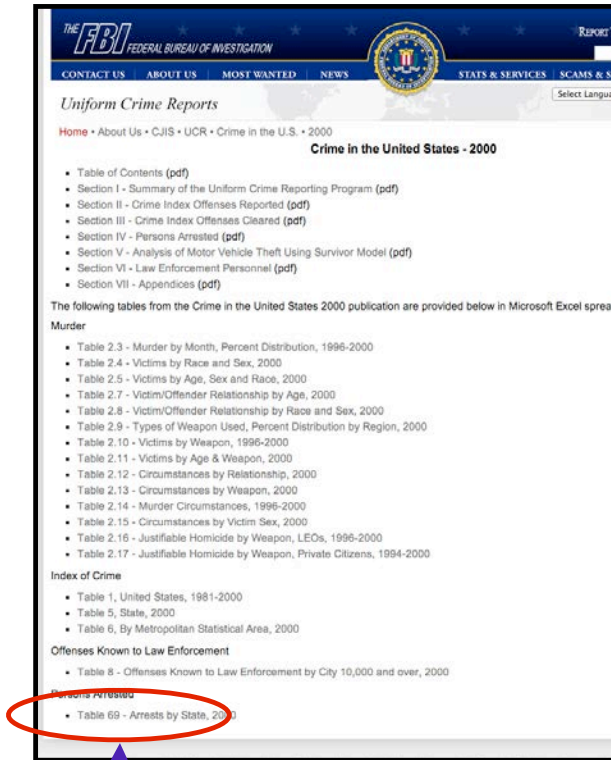 THE FBI FEDERAL BUREAU OF INVESTIGATION
REPORT
CONTACT US ABOUT US MOST WANTED NEWS STATS & SERVICES SCAMS & S
Uniform Crime Reports
Select Langua
Home • About Us • CJIS • UCR • Crime in the U.S. • 2000
Crime in the United States - 2000
• Table of Contents (pdf)
• Section I - Summary of the Uniform Crime Reporting Program (pdf)
• Section II - Crime Index Offenses Reported (pdf)
• Section III - Crime Index Offenses Cleared (pdf)
• Section IV - Persons Arrested (pdf)
• Section V - Analysis of Motor Vehicle Theft Using Survivor Model (pdf)
• Section VI - Law Enforcement Personnel (pdf)
• Section VII - Appendices (pdf)
The following tables from the Crime in the United States 2000 publication are provided below in Microsoft Excel sprea
Murder
• Table 2.3 - Murder by Month, Percent Distribution, 1996-2000
• Table 2.4 - Victims by Race and Sex, 2000
• Table 2.5 - Victims by Age, Sex and Race, 2000
• Table 2.7 - Victim/Offender Relationship by Age, 2000
• Table 2.8 - Victim/Offender Relationship by Race and Sex, 2000
• Table 2.9 - Types of Weapon Used, Percent Distribution by Region, 2000
• Table 2.10 - Victims by Weapon, 1996-2000
• Table 2.11 - Victims by Age & Weapon, 2000
• Table 2.12 - Circumstances by Relationship, 2000
• Table 2.13 - Circumstances by Weapon, 2000
• Table 2.14 - Murder Circumstances, 1996-2000
• Table 2.15 - Circumstances by Victim Sex, 2000
• Table 2.16 - Justifiable Homicide by Weapon, LEOs, 1996-2000
• Table 2.17 - Justifiable Homicide by Weapon, Private Citizens, 1994-2000
Index of Crime
• Table 1, United States, 1981-2000
• Table 5, State, 2000
• Table 6, By Metropolitan Statistical Area, 2000
Offenses Known to Law Enforcement
• Table 8 - Offenses Known to Law Enforcement by City 10,000 and over, 2000
Persons Arrested
• Table 69 - Arrests by State, 2000